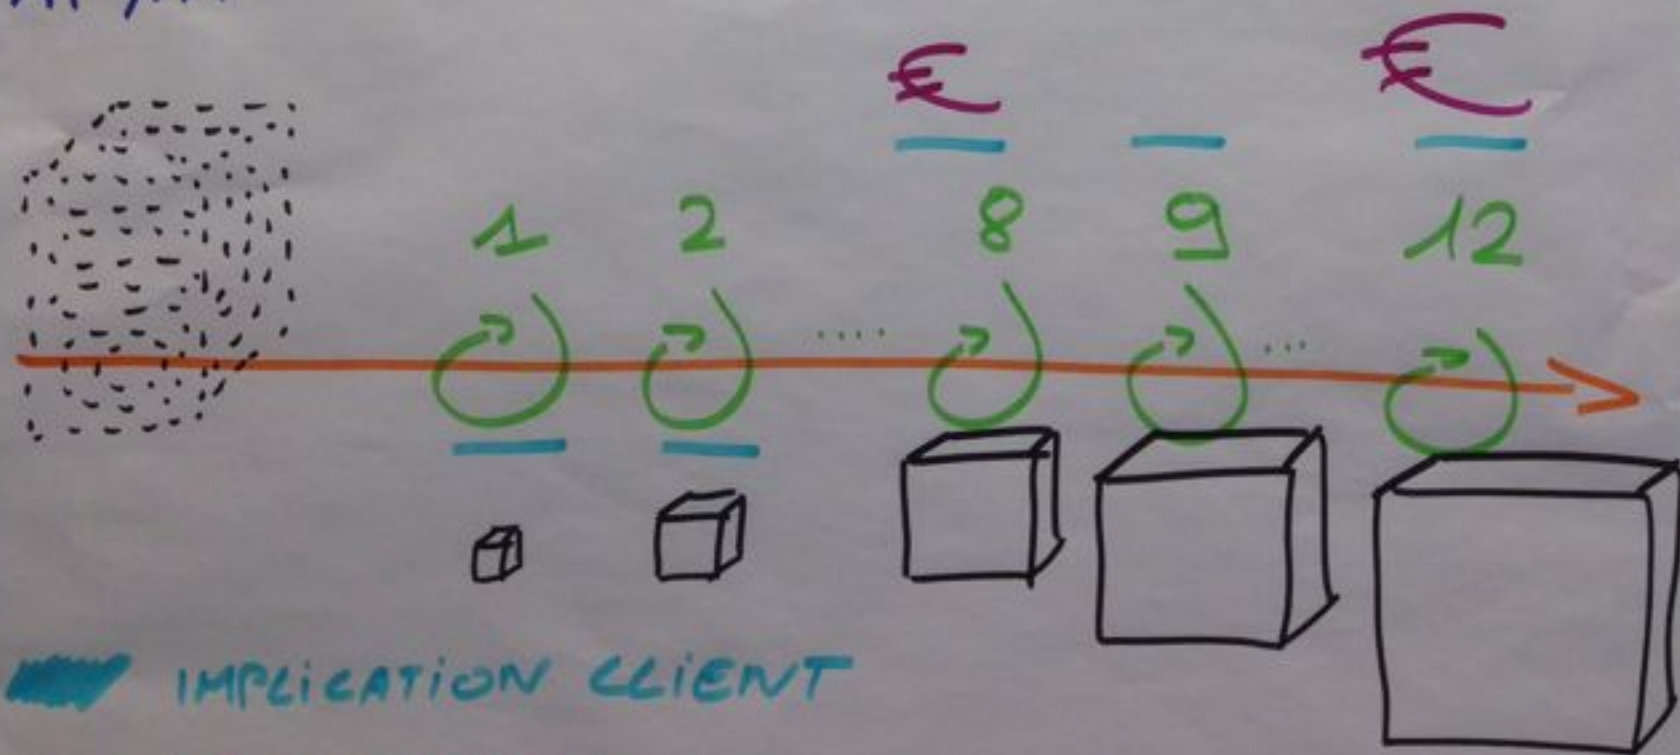 € €
1 2 .... 8 9 ... 12
IMPLICATION CLIENT